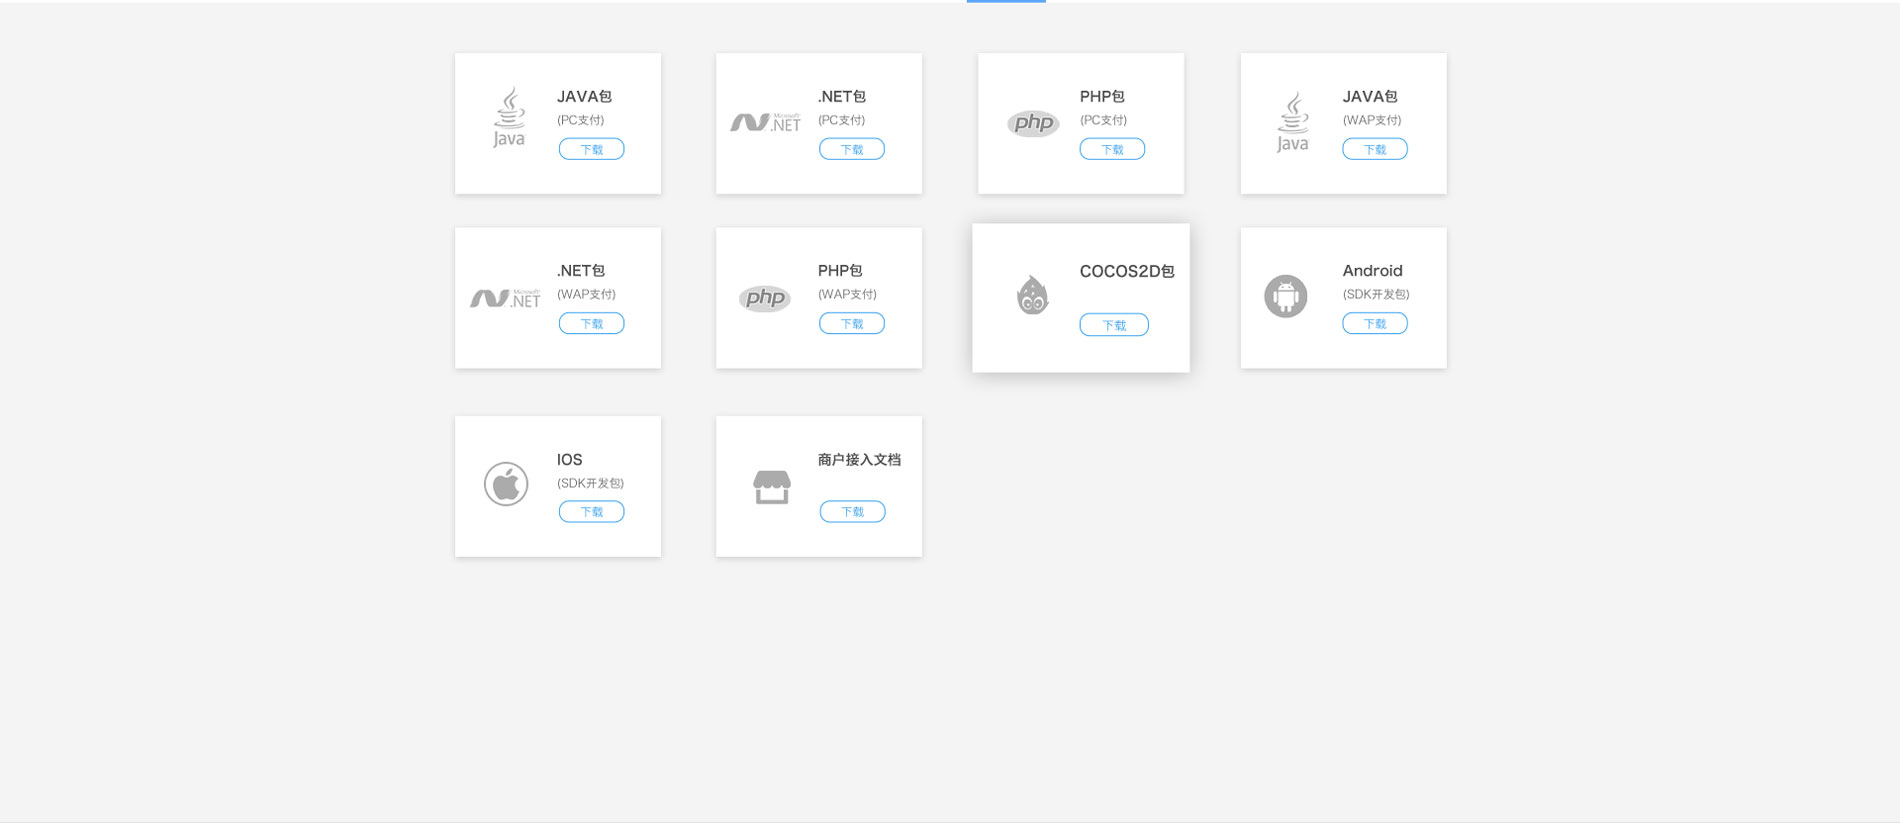 JAVA包
(PC支付)
Java
下载
.NET包
(PC支付)
Microsoft
.NET
下载
PHP包
(PC支付)
php
下载
JAVA包
(WAP支付)
Java
下载
.NET包
(WAP支付)
Microsoft
.NET
下载
PHP包
(WAP支付)
php
下载
COCOS2D包
下载
Android
(SDK开发包)
下载
IOS
(SDK开发包)
下载
商户接入文档
下载